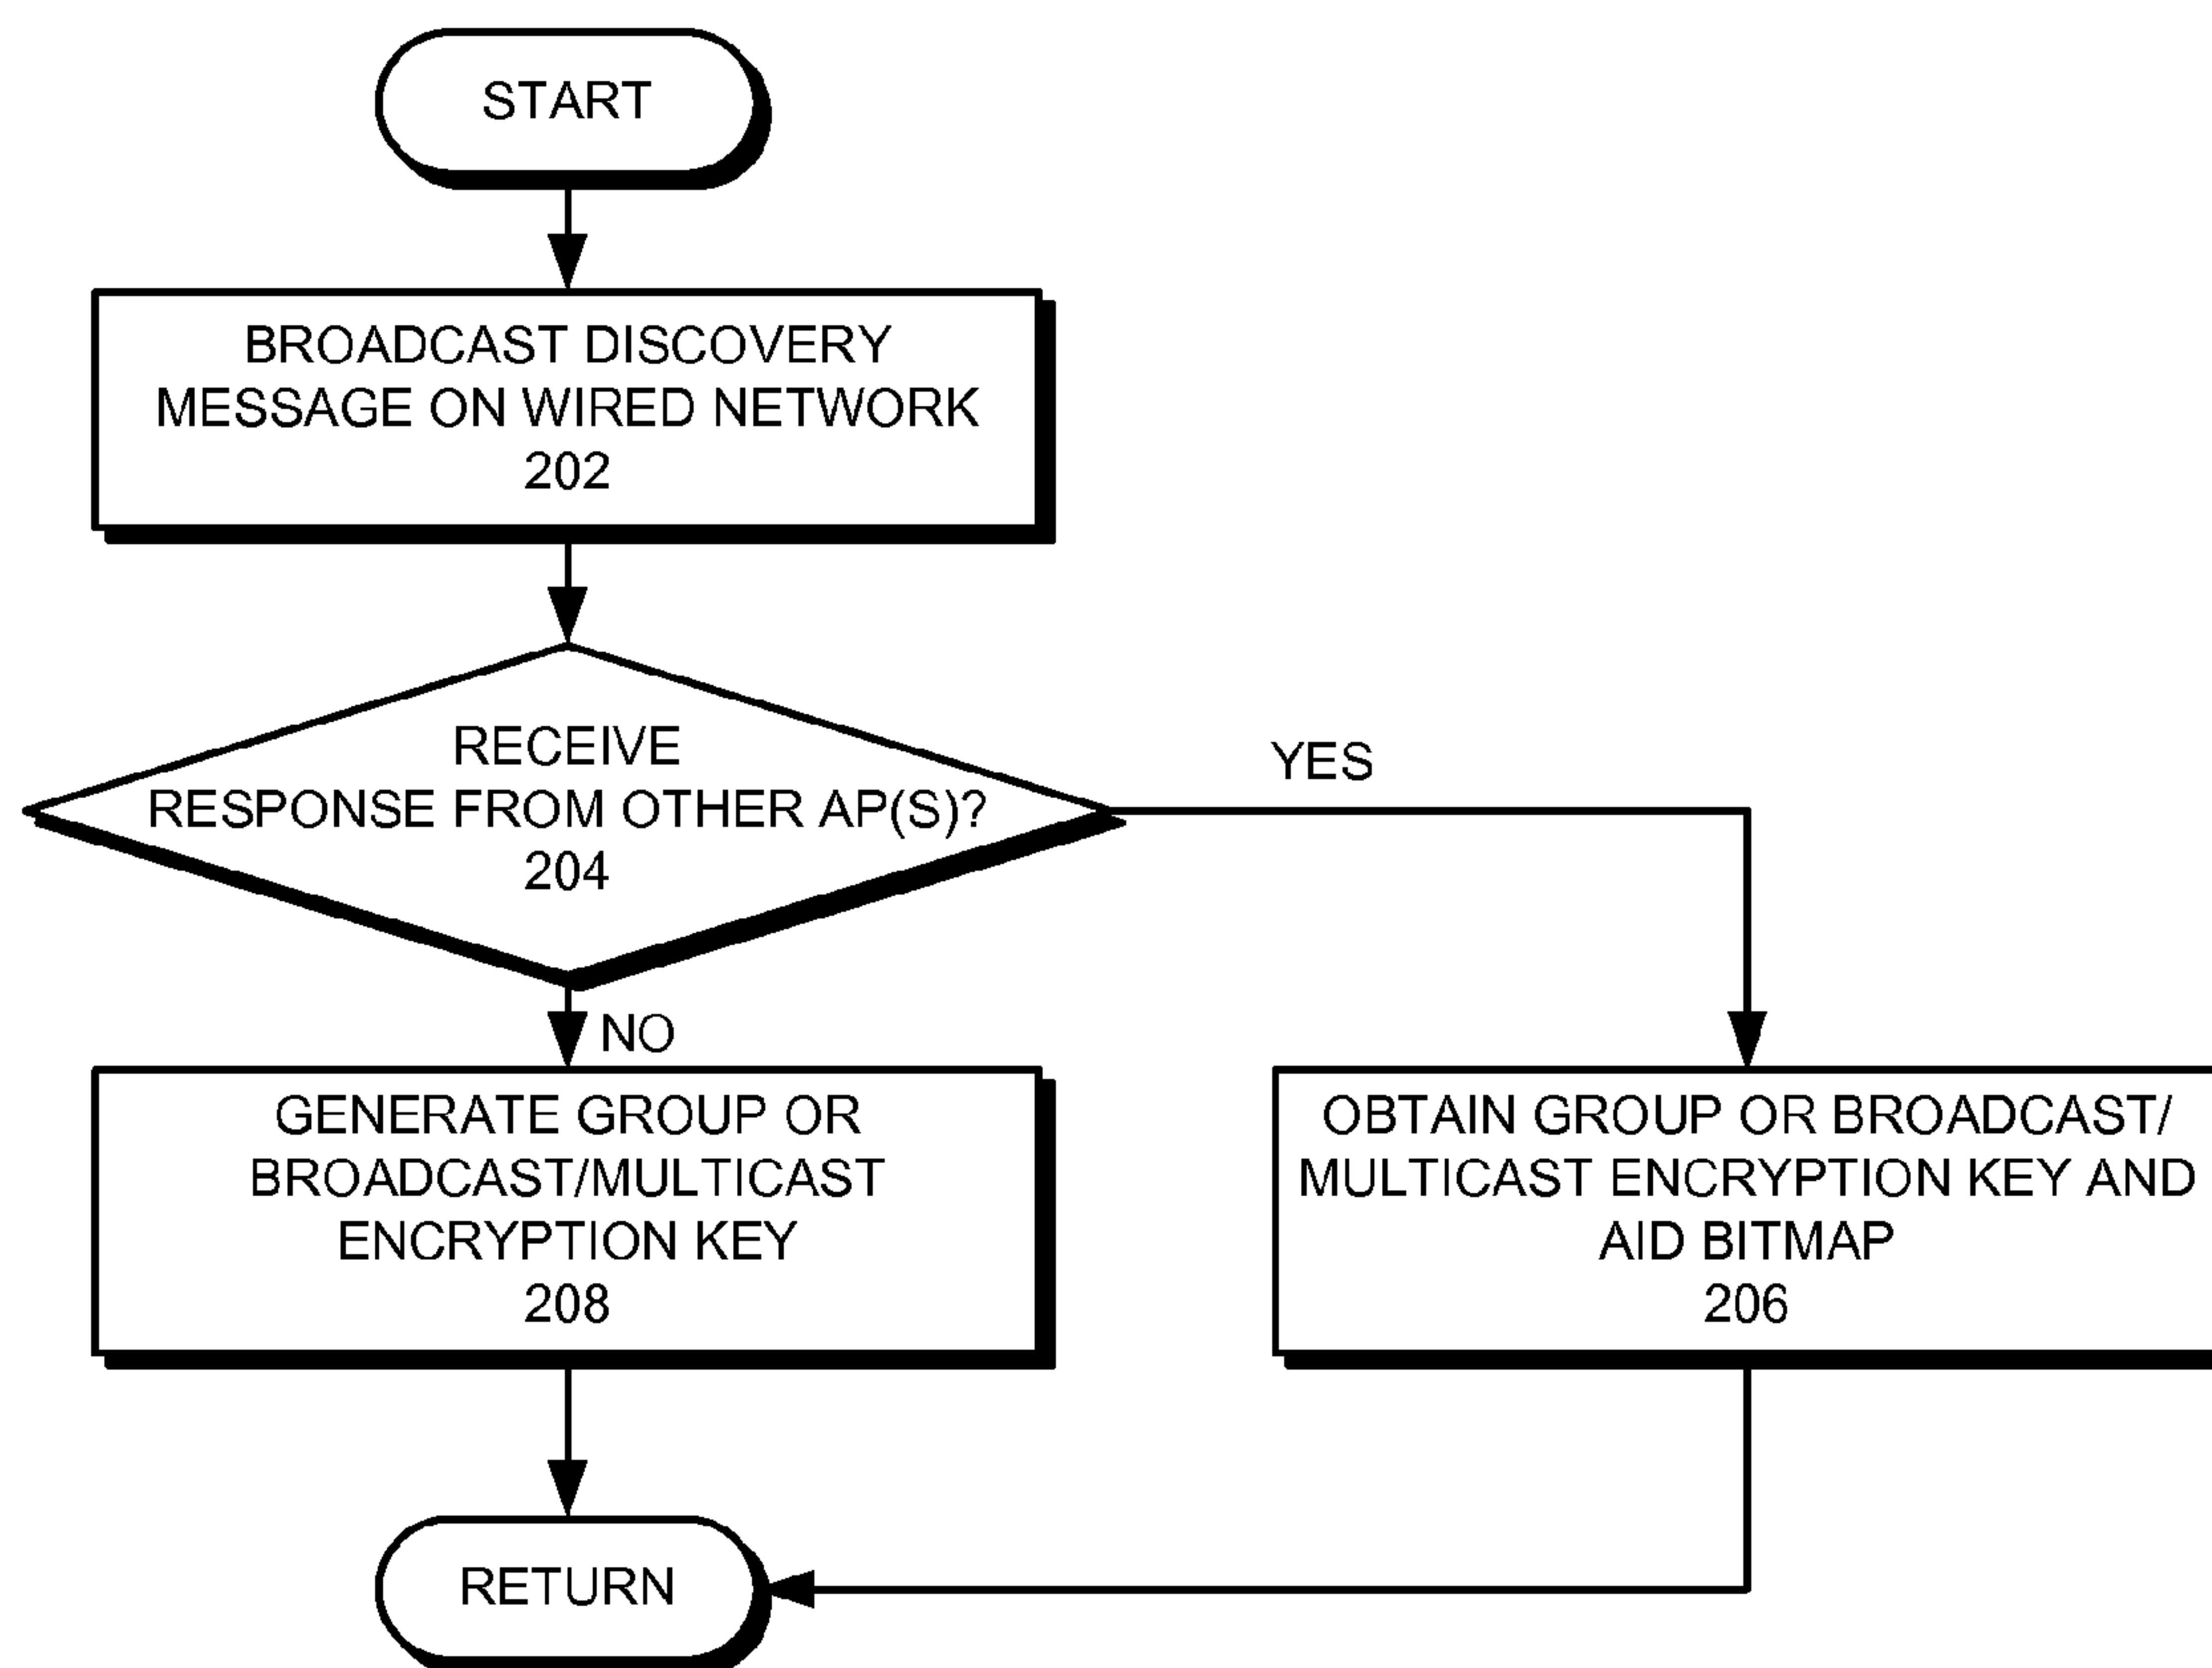 START
BROADCAST DISCOVERY
MESSAGE ON WIRED NETWORK
202
RECEIVE
RESPONSE FROM OTHER AP(S)?
204
YES
NO
GENERATE GROUP OR
BROADCAST/MULTICAST
ENCRYPTION KEY
208
OBTAIN GROUP OR BROADCAST/
MULTICAST ENCRYPTION KEY AND
AID BITMAP
206
RETURN